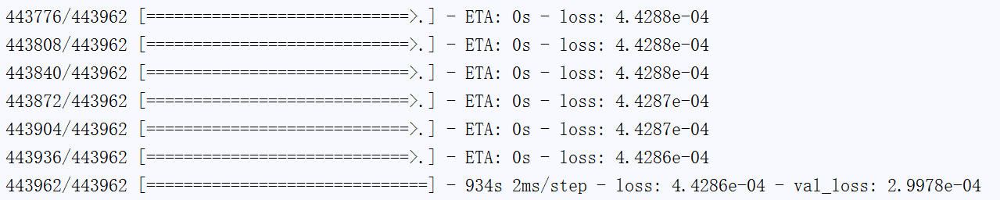 443776/443962 [============================>.] - ETA: 0s - loss: 4.4288e-04
443808/443962 [============================>.] - ETA: 0s - loss: 4.4288e-04
443840/443962 [============================>.] - ETA: 0s - loss: 4.4288e-04
443872/443962 [============================>.] - ETA: 0s - loss: 4.4287e-04
443904/443962 [============================>.] - ETA: 0s - loss: 4.4287e-04
443936/443962 [============================>.] - ETA: 0s - loss: 4.4286e-04
443962/443962 [==============================] - 934s 2ms/step - loss: 4.4286e-04 - val_loss: 2.9978e-04